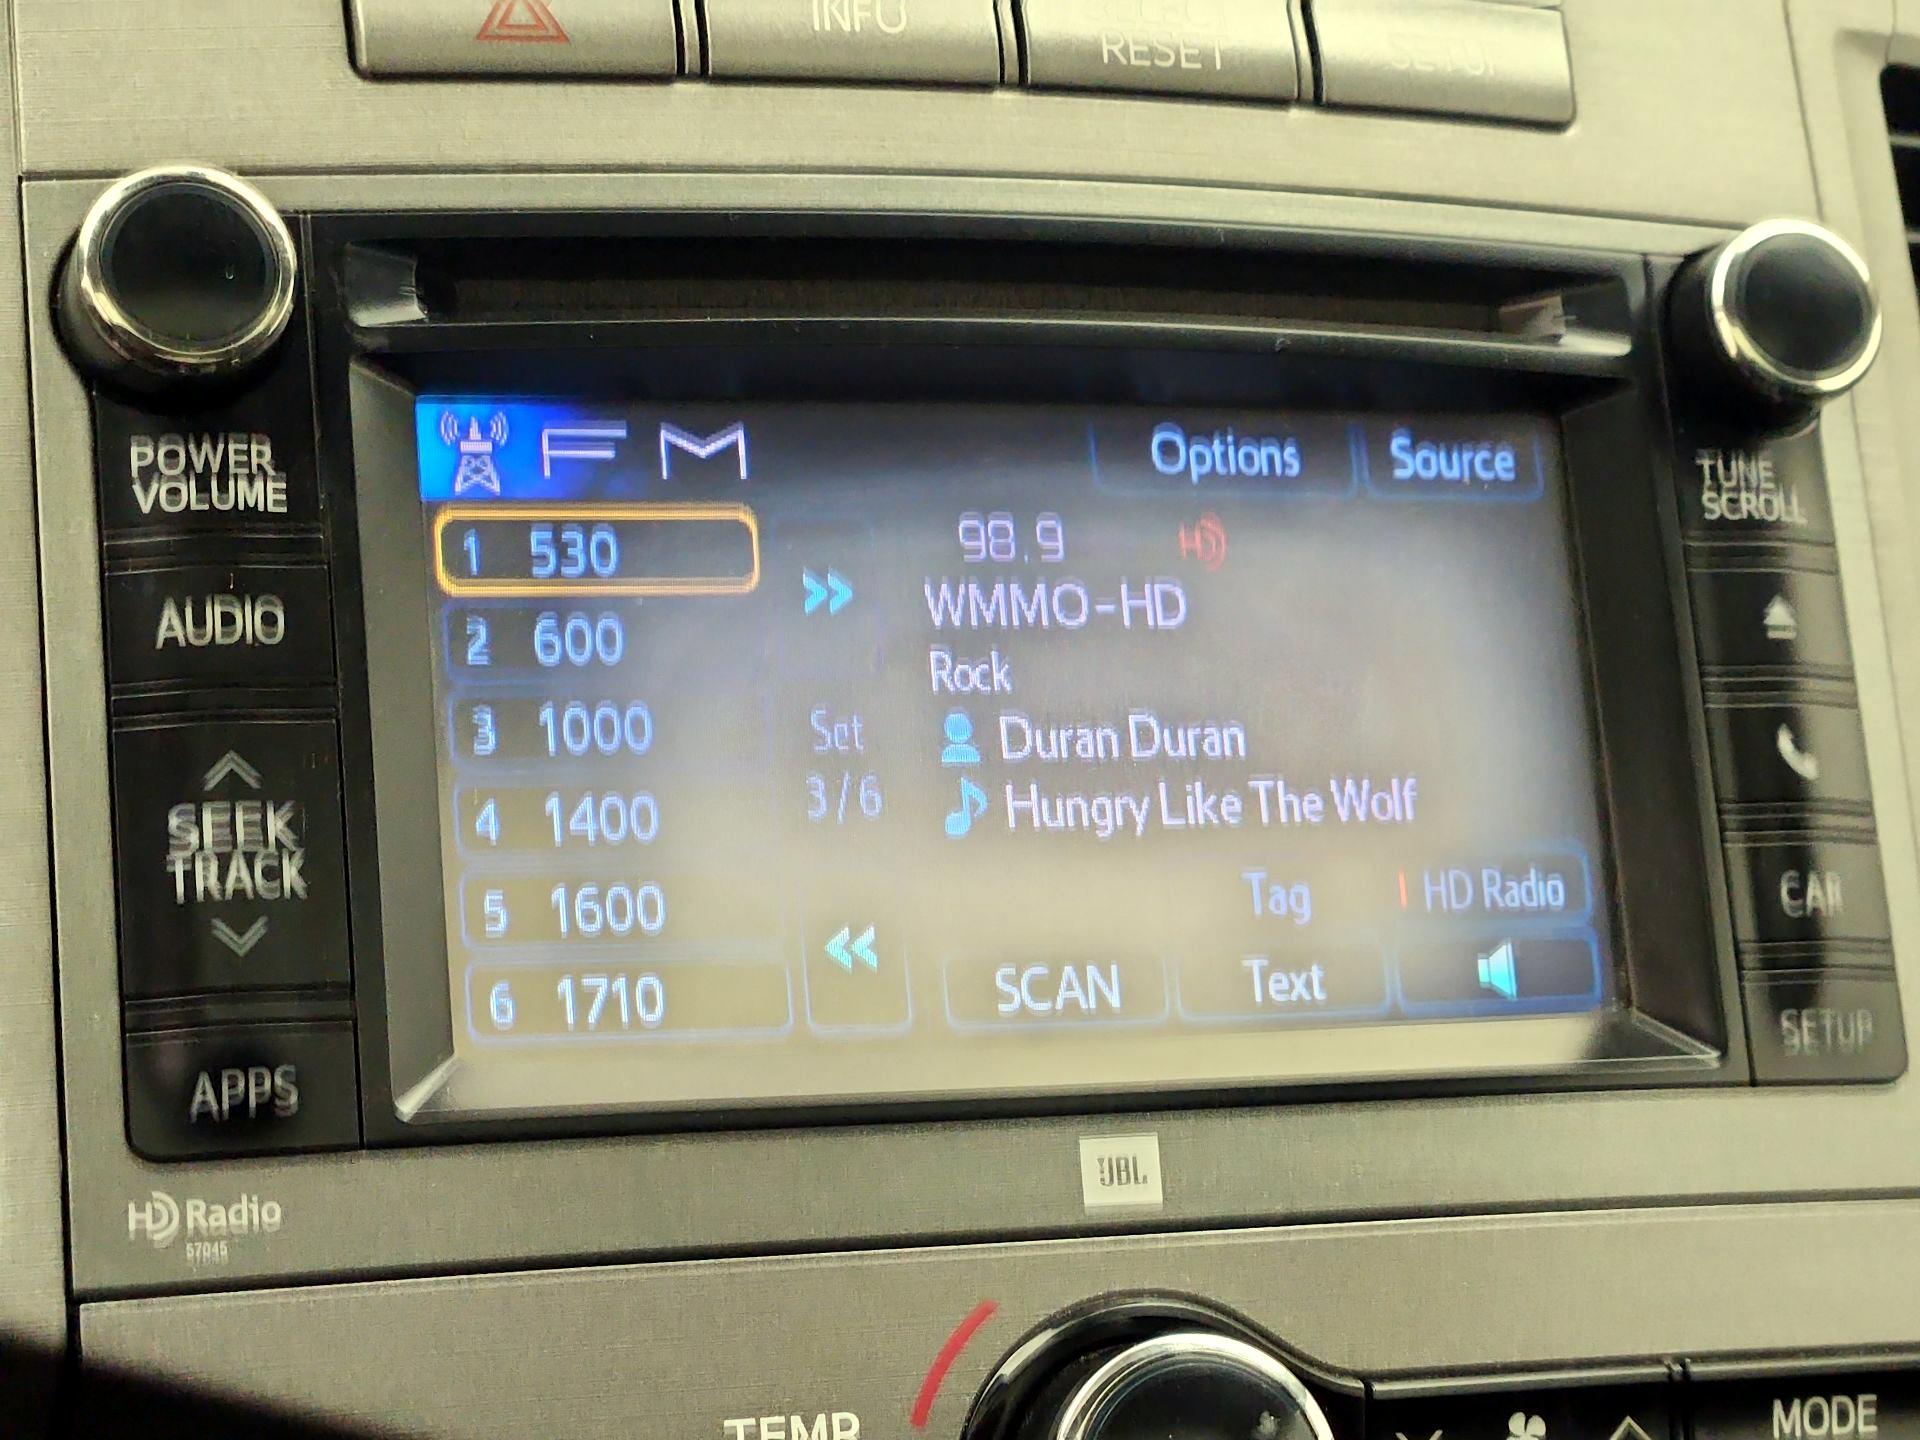 INFO
RESET
SETUP
POWER
VOLUME
AUDIO
SEEK
TRACK
APPS
FM
Options
Source
1 530
2 600
3 1000
4 1400
5 1600
6 1710
Set
3/6
98.9
HD
WMMO-HD
Rock
Duran Duran
Hungry Like The Wolf
Tag
HD Radio
SCAN
Text
TUNE
SCROLL
CAR
SETUP
HD Radio
JBL
TEMP
MODE